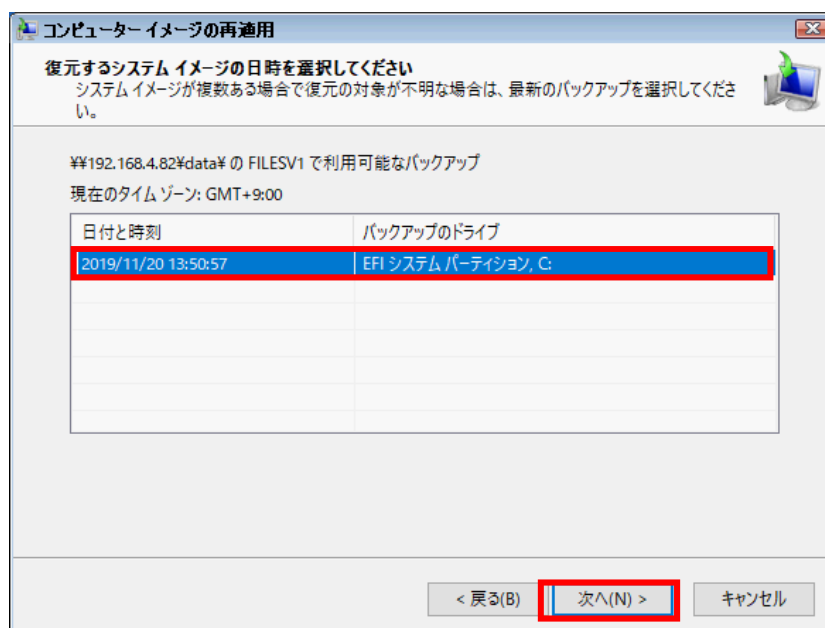 コンピューター イメージの再適用
復元するシステム イメージの日時を選択してください
システム イメージが複数ある場合で復元の対象が不明な場合は、最新のバックアップを選択してくださ
い。
¥¥192.168.4.82¥data¥ の FILESV1 で利用可能なバックアップ
現在のタイム ゾーン: GMT+9:00
日付と時刻 バックアップのドライブ
2019/11/20 13:50:57 EFI システム パーティション, C:
< 戻る(B) 次へ(N) > キャンセル